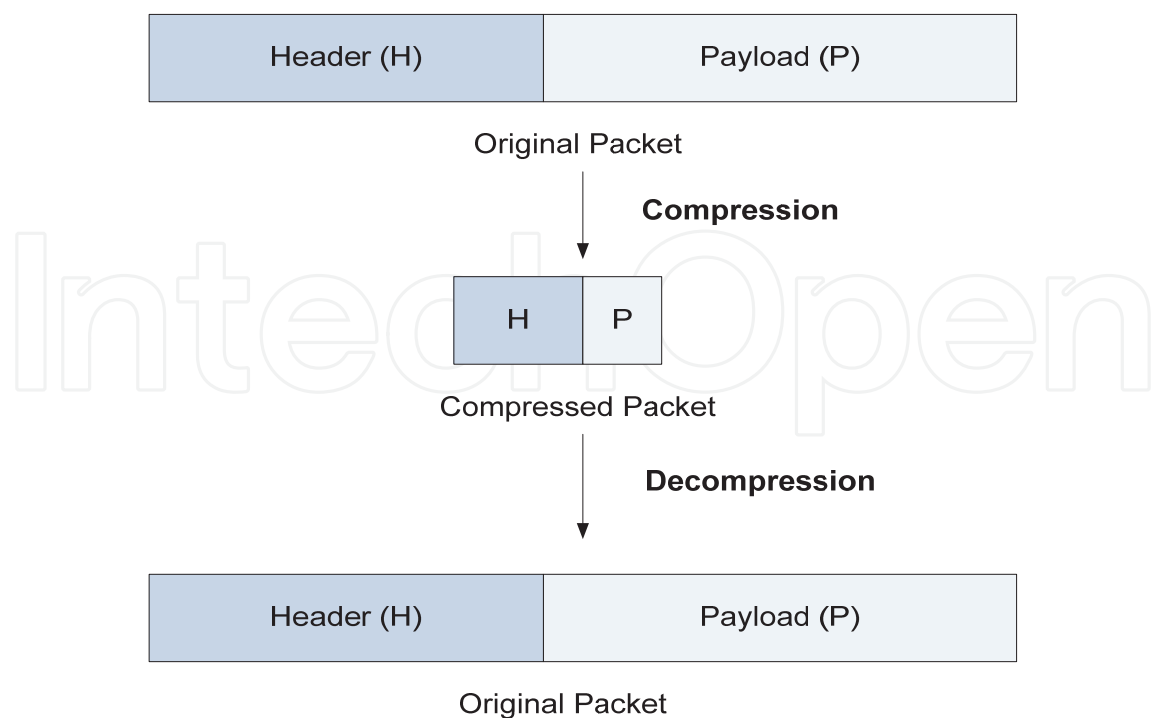 Header (H) Payload (P)
Original Packet
Compression
IntechOpen
H P
Compressed Packet
Decompression
Header (H) Payload (P)
Original Packet